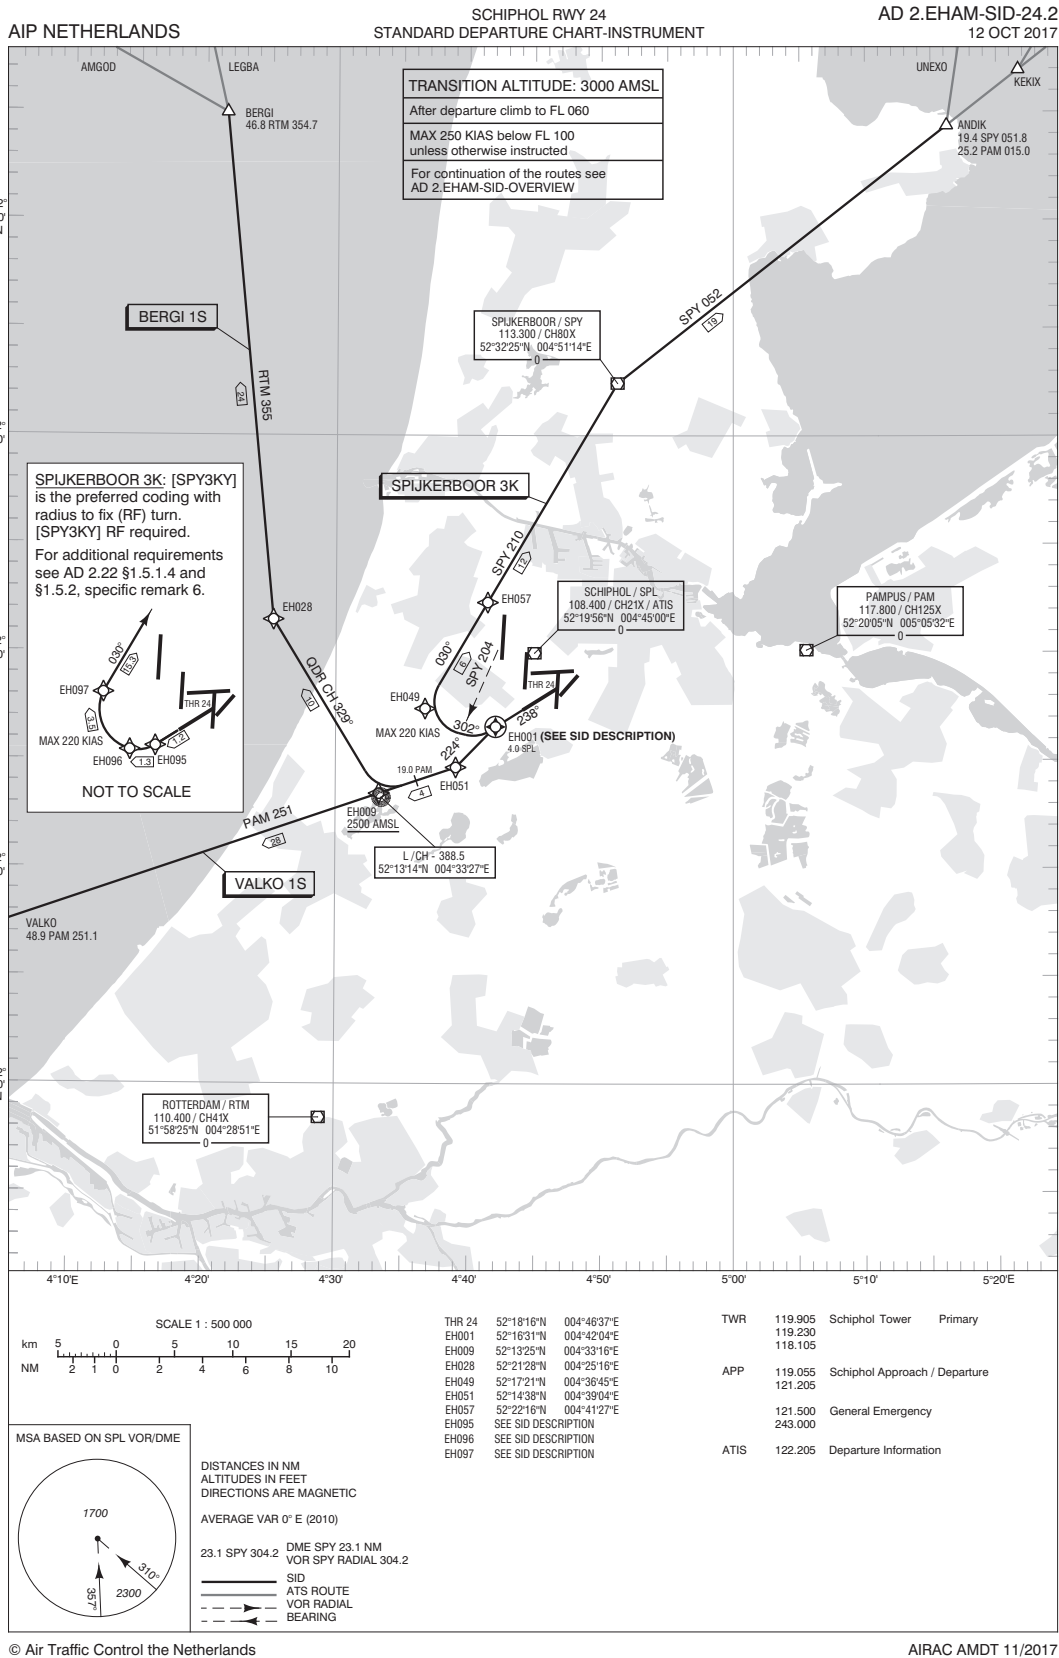 AIP NETHERLANDS
SCHIPHOL RWY 24
STANDARD DEPARTURE CHART-INSTRUMENT
AD 2.EHAM-SID-24.2
12 OCT 2017
AMGOD
LEGBA
BERGI
46.8 RTM 354.7
TRANSITION ALTITUDE: 3000 AMSL
After departure climb to FL 060
MAX 250 KIAS below FL 100
unless otherwise instructed
For continuation of the routes see
AD 2.EHAM-SID-OVERVIEW
UNEXO
KEKIX
ANDIK
19.4 SPY 051.8
25.2 PAM 015.0
BERGI 1S
RTM 355
24
SPIJKERBOOR / SPY
113.300 / CH80X
52°32'25"N 004°51'14"E
0
SPY 052
19
SPIJKERBOOR 3K
SPY 210
12
SPIJKERBOOR 3K: [SPY3KY]
is the preferred coding with
radius to fix (RF) turn.
[SPY3KY] RF required.
For additional requirements
see AD 2.22 §1.5.1.4 and
§1.5.2, specific remark 6.
030°
15.3
EH097
THR 24
3.5
MAX 220 KIAS
1.2
EH096
1.3
EH095
NOT TO SCALE
EH028
QDR CH 329°
10
EH057
SCHIPHOL / SPL
108.400 / CH21X / ATIS
52°19'56"N 004°45'00"E
0
PAMPUS / PAM
117.800 / CH125X
52°20'05"N 005°05'32"E
0
030°
6
SPY 204
THR 24
EH049
MAX 220 KIAS
302°
238°
EH001 (SEE SID DESCRIPTION)
4.0 SPL
224°
EH051
19.0 PAM
4
EH009
2500 AMSL
PAM 251
28
L /CH - 388.5
52°13'14"N 004°33'27"E
VALKO 1S
VALKO
48.9 PAM 251.1
ROTTERDAM / RTM
110.400 / CH41X
51°58'25"N 004°28'51"E
0
4°10'E
4°20'
4°30'
4°40'
4°50'
5°00'
5°10'
5°20'E
SCALE 1 : 500 000
km 5 0 5 10 15 20
NM 2 1 0 2 4 6 8 10
THR 24 52°18'16"N 004°46'37"E
EH001 52°16'31"N 004°42'04"E
EH009 52°13'25"N 004°33'16"E
EH028 52°21'28"N 004°25'16"E
EH049 52°17'21"N 004°36'45"E
EH051 52°14'38"N 004°39'04"E
EH057 52°22'16"N 004°41'27"E
EH095 SEE SID DESCRIPTION
EH096 SEE SID DESCRIPTION
EH097 SEE SID DESCRIPTION
TWR 119.905 Schiphol Tower Primary
119.230
118.105
APP 119.055 Schiphol Approach / Departure
121.205
121.500 General Emergency
243.000
ATIS 122.205 Departure Information
MSA BASED ON SPL VOR/DME
1700
310°
357°
2300
DISTANCES IN NM
ALTITUDES IN FEET
DIRECTIONS ARE MAGNETIC
AVERAGE VAR 0° E (2010)
23.1 SPY 304.2 DME SPY 23.1 NM
VOR SPY RADIAL 304.2
SID
ATS ROUTE
VOR RADIAL
BEARING
© Air Traffic Control the Netherlands
AIRAC AMDT 11/2017